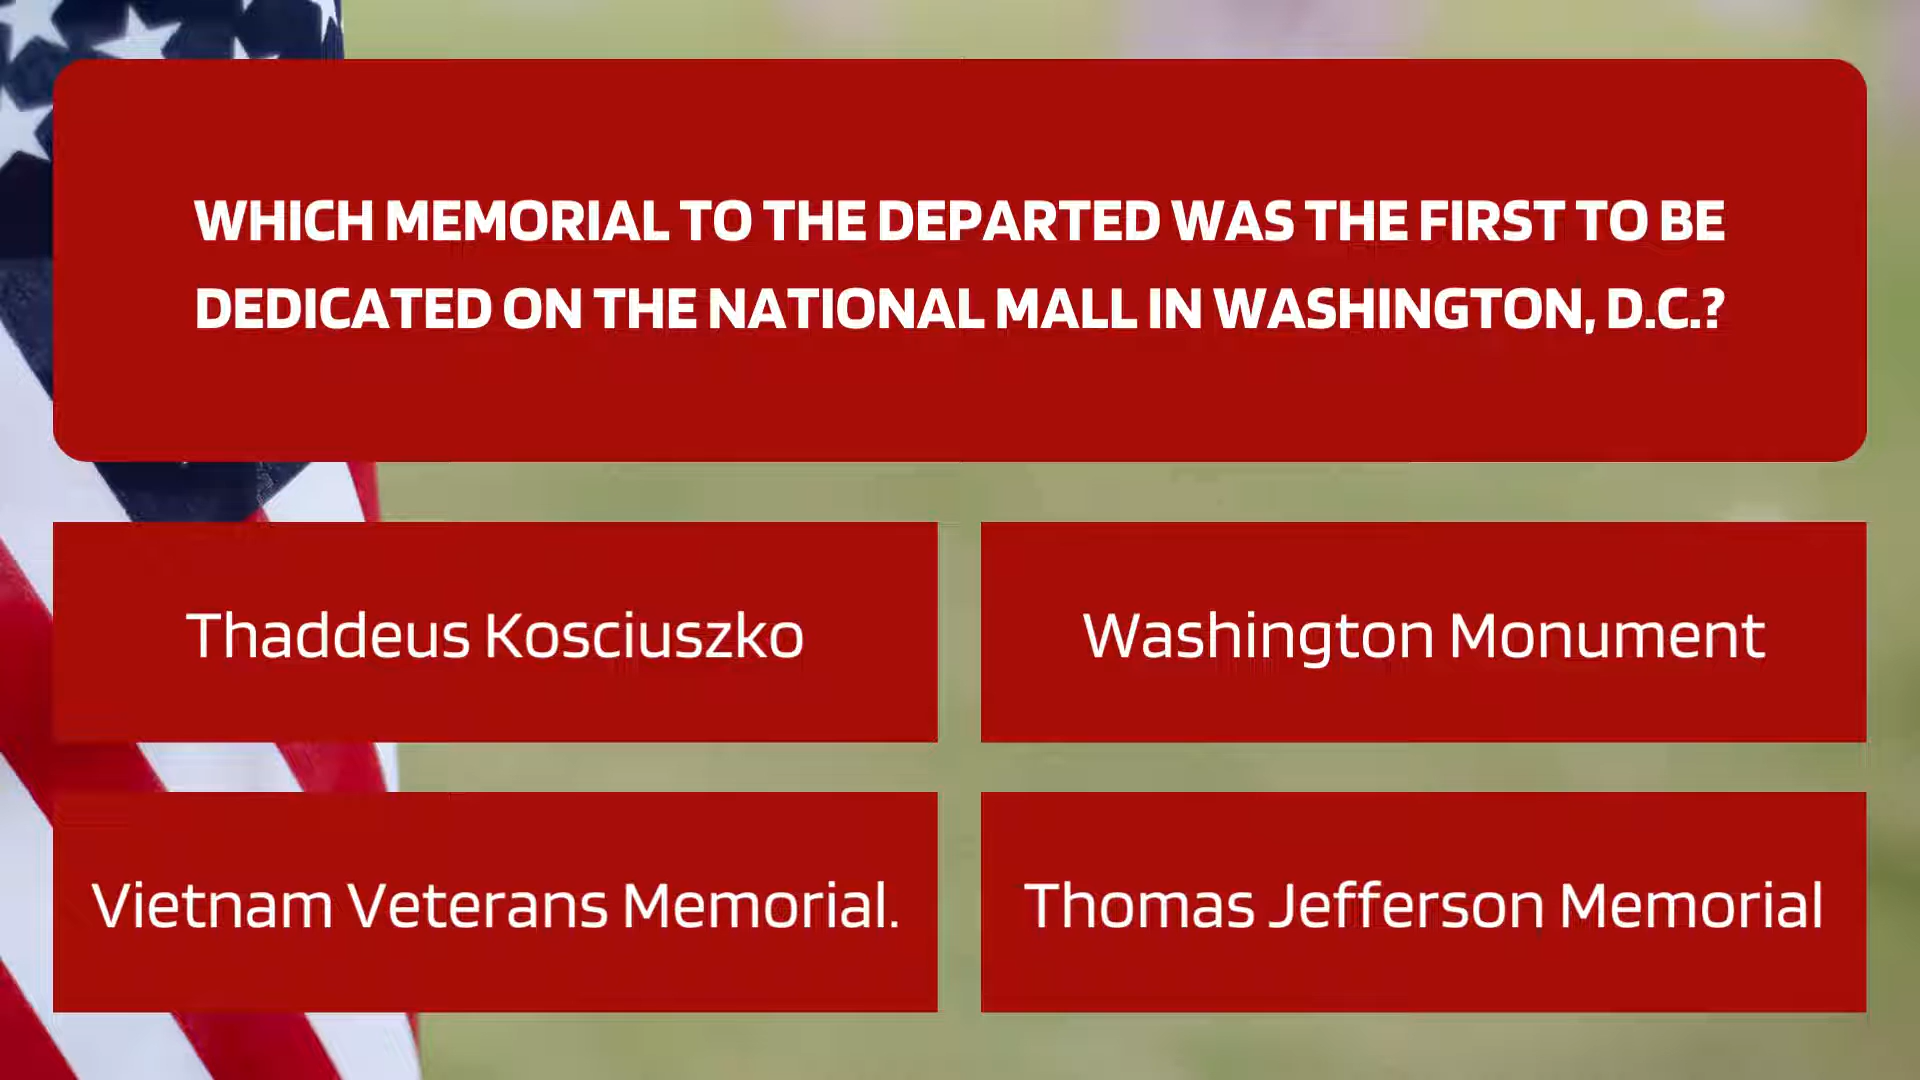 WHICH MEMORIAL TO THE DEPARTED WAS THE FIRST TO BE
DEDICATED ON THE NATIONAL MALL IN WASHINGTON, D.C.?
Thaddeus Kosciuszko
Washington Monument
Vietnam Veterans Memorial.
Thomas Jefferson Memorial